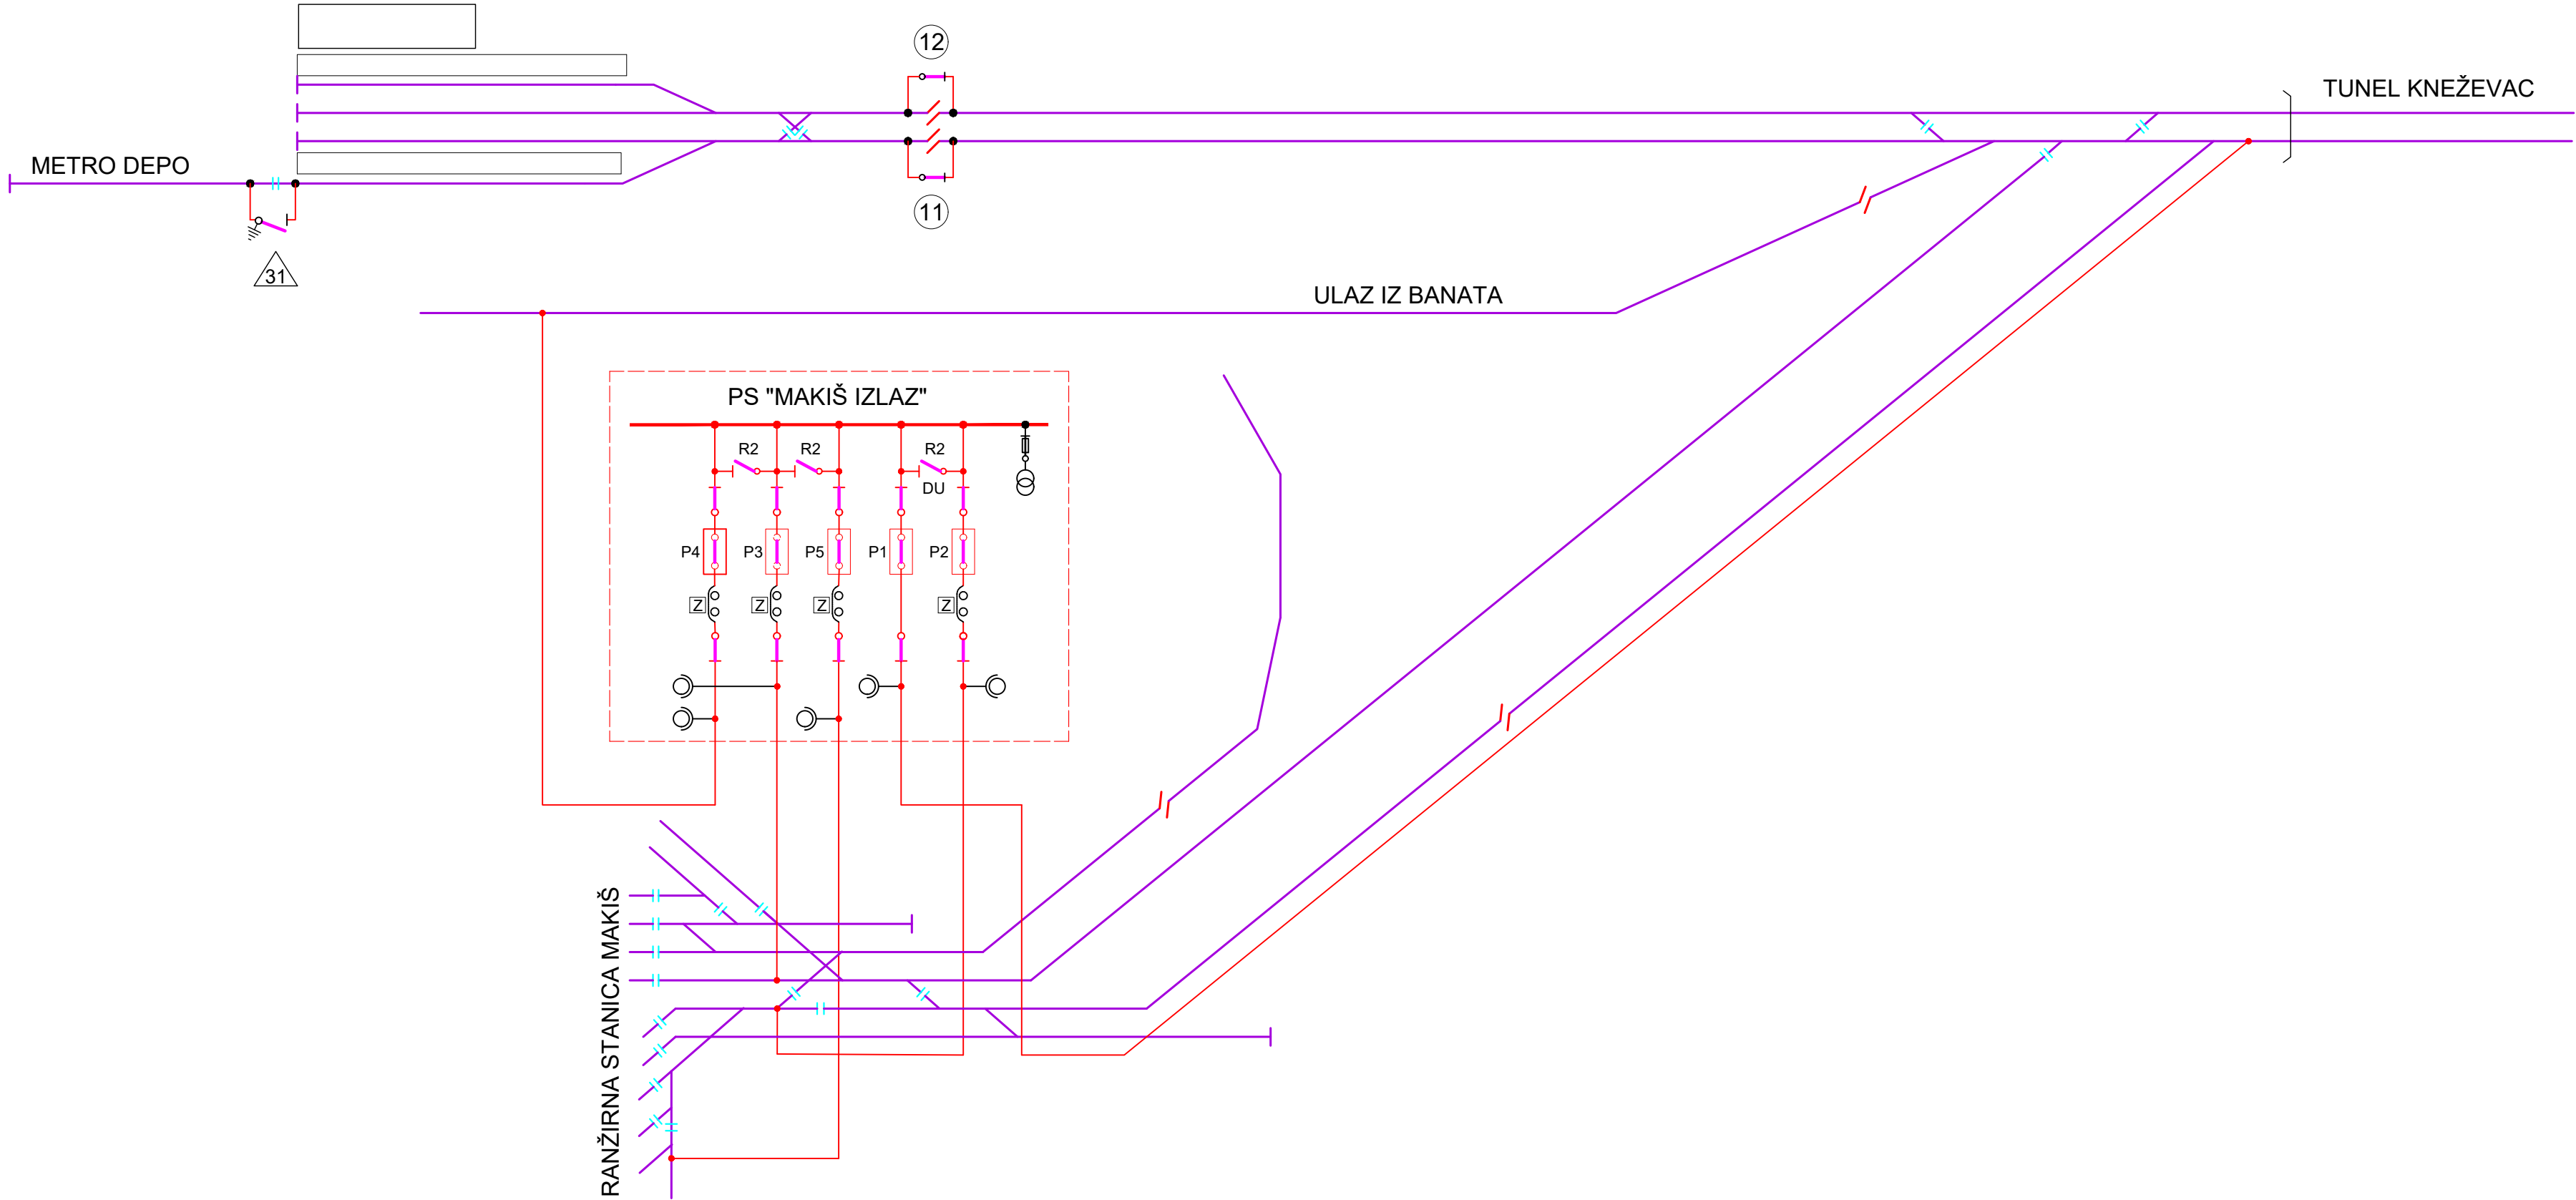 12
TUNEL KNEŽEVAC
METRO DEPO
11
31
ULAZ IZ BANATA
PS "MAKIŠ IZLAZ"
R2 R2 R2
DU
P4 P3 P5 P1 P2
Z Z Z Z
RANŽIRNA STANICA MAKIŠ